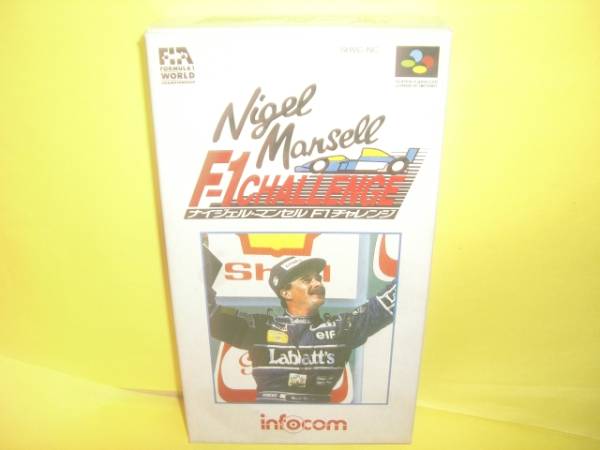 FIA
FORMULA 1
WORLD
CHAMPIONSHIP
SHVC-NC
Nigel
Mansell
F-1 CHALLENGE
ナイジェル・マンセル F1チャレンジ
Shell
elf
Labatt's
infocom